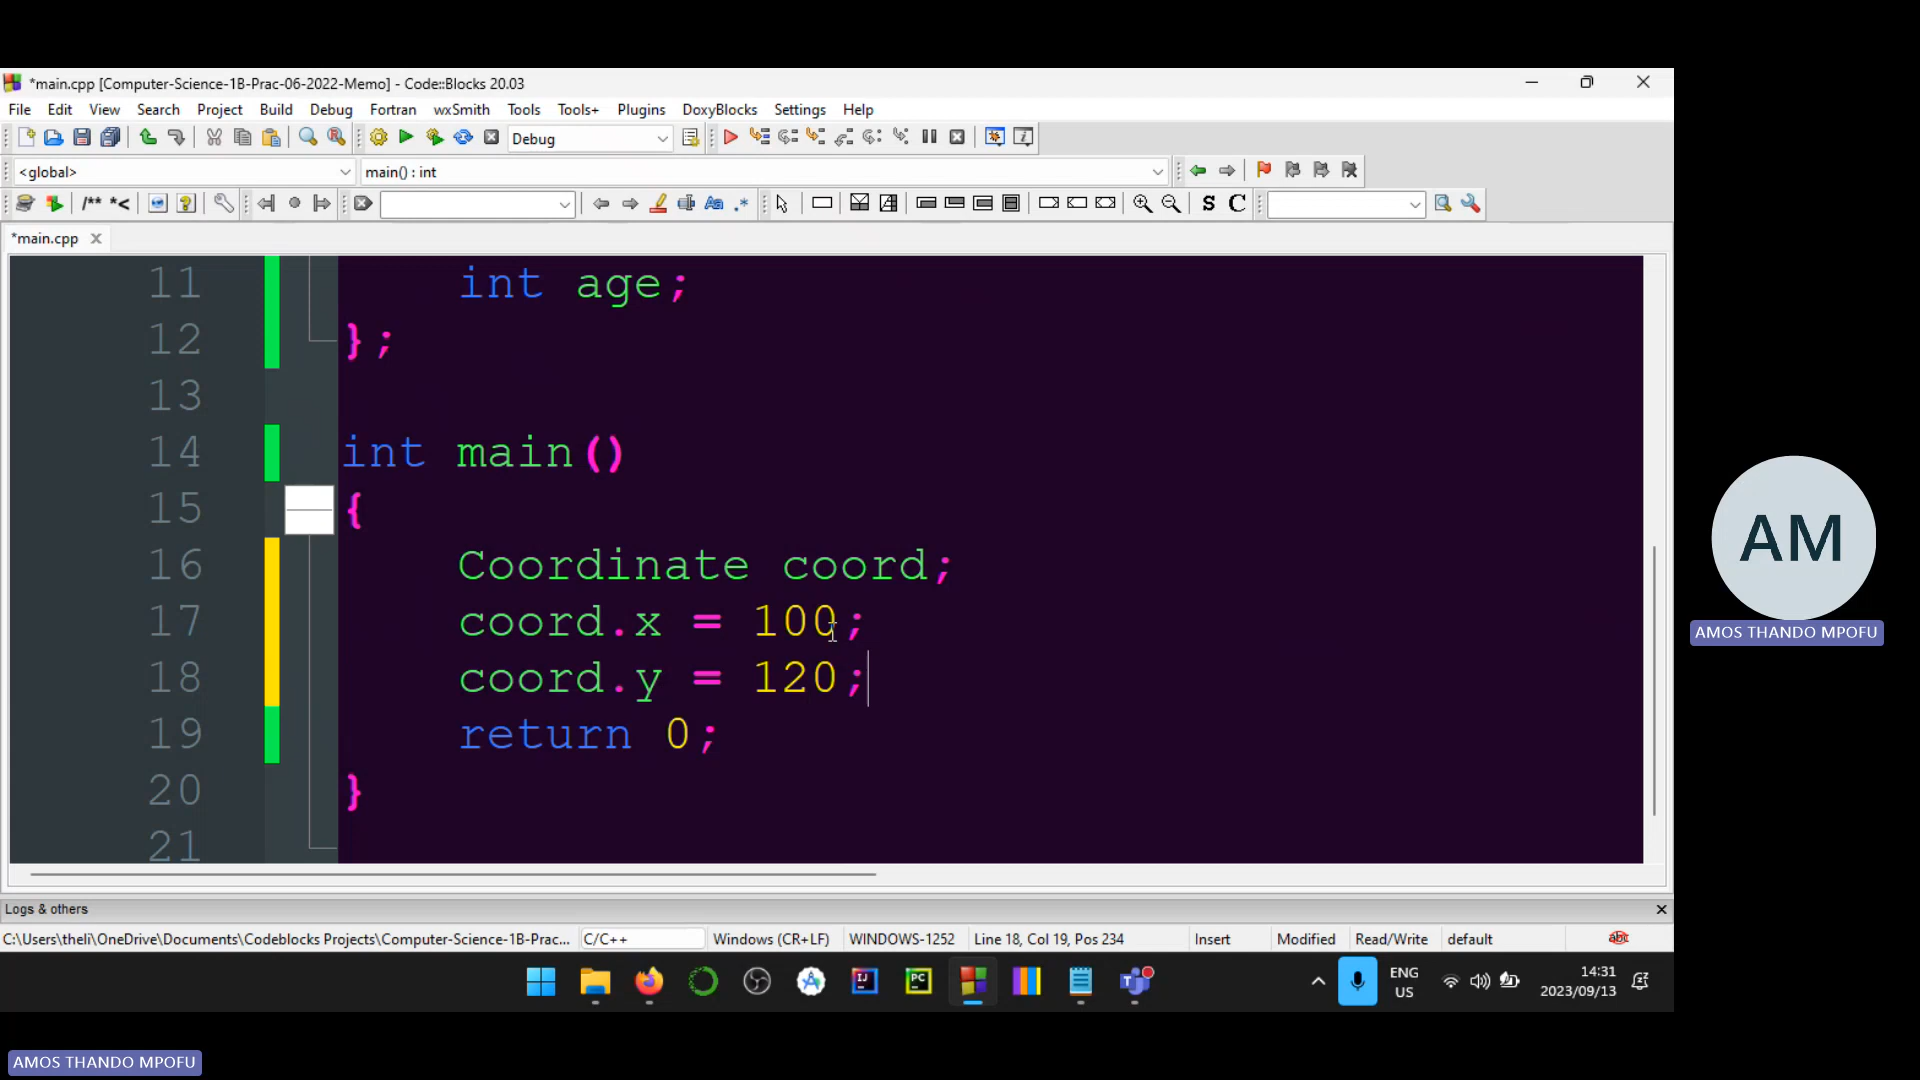 *main.cpp [Computer-Science-1B-Prac-06-2022-Memo] - Code::Blocks 20.03
File Edit View Search Project Build Debug Fortran wxSmith Tools Tools+ Plugins DoxyBlocks Settings Help
Debug
<global> main() : int
/** *< Aa .* S C
*main.cpp
11 int age;
12 };
13
14 int main()
15 {
16 Coordinate coord;
17 coord.x = 100;
18 coord.y = 120;
19 return 0;
20 }
21
AM
AMOS THANDO MPOFU
Logs & others
C:\Users\theli\OneDrive\Documents\Codeblocks Projects\Computer-Science-1B-Prac... C/C++ Windows (CR+LF) WINDOWS-1252 Line 18, Col 19, Pos 234 Insert Modified Read/Write default abc
IJ PC T ENG US 14:31
2023/09/13
AMOS THANDO MPOFU